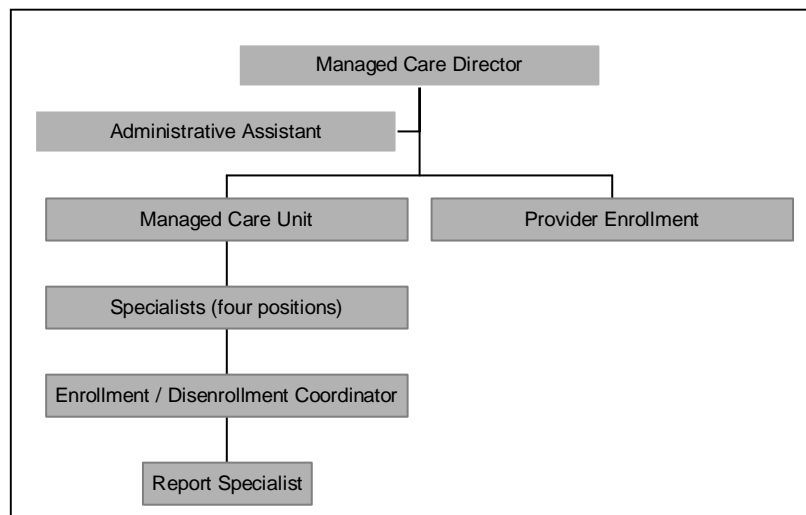 Managed Care Director
Administrative Assistant
Managed Care Unit
Provider Enrollment
Specialists (four positions)
Enrollment / Disenrollment Coordinator
Report Specialist